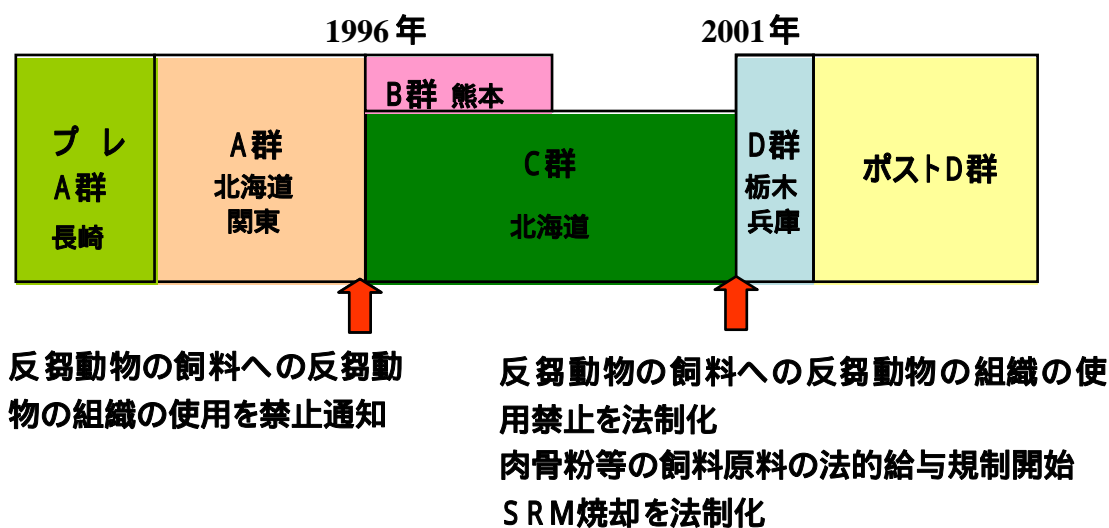 1996年
2001年
プ レ
A群
長崎
A群
北海道
関東
B群 熊本
C群
北海道
D群
栃木
兵庫
ポストD群
反芻動物の飼料への反芻動
物の組織の使用を禁止通知
反芻動物の飼料への反芻動物の組織の使
用禁止を法制化
肉骨粉等の飼料原料の法的給与規制開始
SRM焼却を法制化